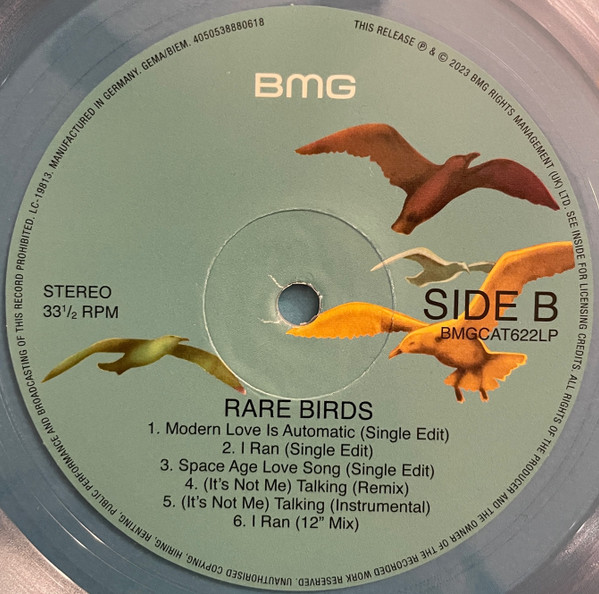 BMG
THIS RELEASE ℗ & © 2023 BMG RIGHTS MANAGEMENT (UK) LTD. SEE INSIDE FOR LICENSING CREDITS. ALL RIGHTS OF THE PRODUCER AND THE OWNER OF THE RECORDED WORK RESERVED. UNAUTHORISED COPYING, HIRING, RENTING, PUBLIC PERFORMANCE AND BROADCASTING OF THIS RECORD PROHIBITED. LC-19813. MANUFACTURED IN GERMANY. GEMA/BIEM. 4050538880618
STEREO
33½ RPM
SIDE B
BMGCAT622LP
RARE BIRDS
1. Modern Love Is Automatic (Single Edit)
2. I Ran (Single Edit)
3. Space Age Love Song (Single Edit)
4. (It's Not Me) Talking (Remix)
5. (It's Not Me) Talking (Instrumental)
6. I Ran (12” Mix)